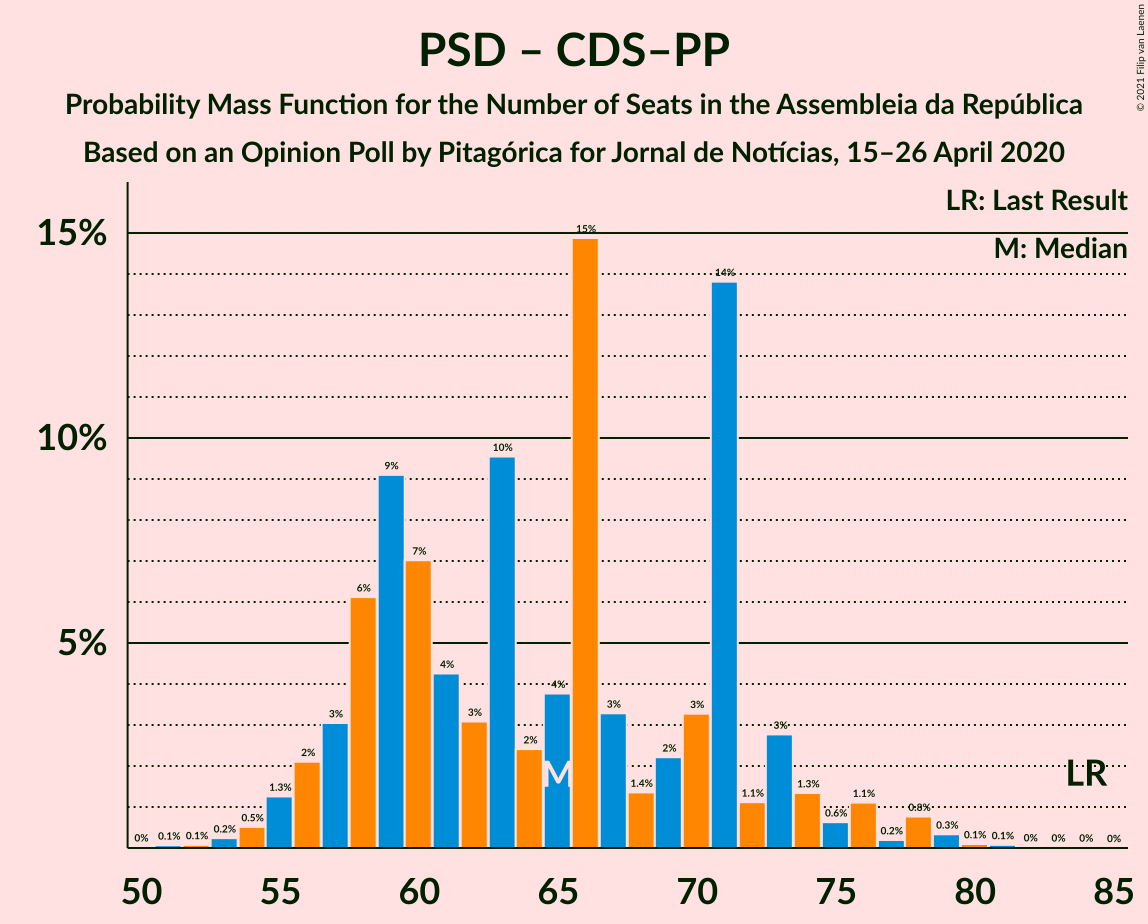 PSD – CDS–PP
Probability Mass Function for the Number of Seats in the Assembleia da República
Based on an Opinion Poll by Pitagórica for Jornal de Notícias, 15–26 April 2020
© 2021 Filip van Laenen
LR: Last Result
M: Median
15%
10%
5%
0% 0.1% 0.1% 0.2% 0.5% 1.3% 2% 3% 6% 9% 7% 4% 3% 10% 2% 4% 15% 3% 1.4% 2% 3% 14% 1.1% 3% 1.3% 0.6% 1.1% 0.2% 0.8% 0.3% 0.1% 0.1% 0% 0% 0% 0%
M
LR
50 55 60 65 70 75 80 85